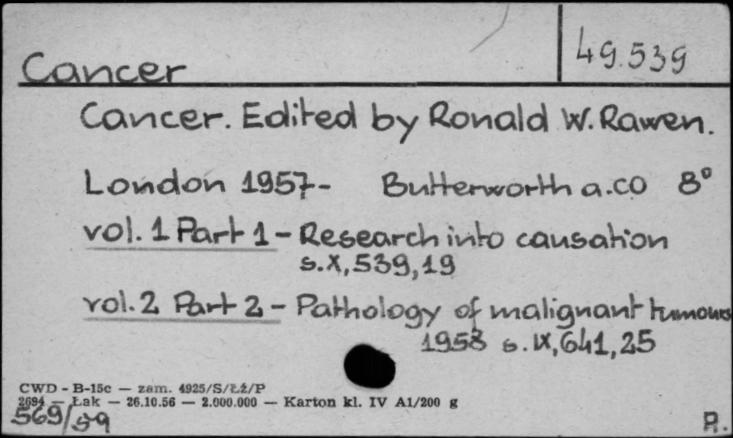 49.539
Cancer
Cancer. Edited by Ronald W. Rawen.
London 1957- Butterworth a.co 8°
vol. 1 Part 1 - Research into causation
s.X,539,19
vol. 2 Part 2 - Pathology of malignant tumours
1958 s. IX,641,25
CWD - B-15c — zam. 4925/S/Łż/P
2694 — Łak — 26.10.56 — 2.000.000 — Karton kl. IV A1/200 g
569/59
R.